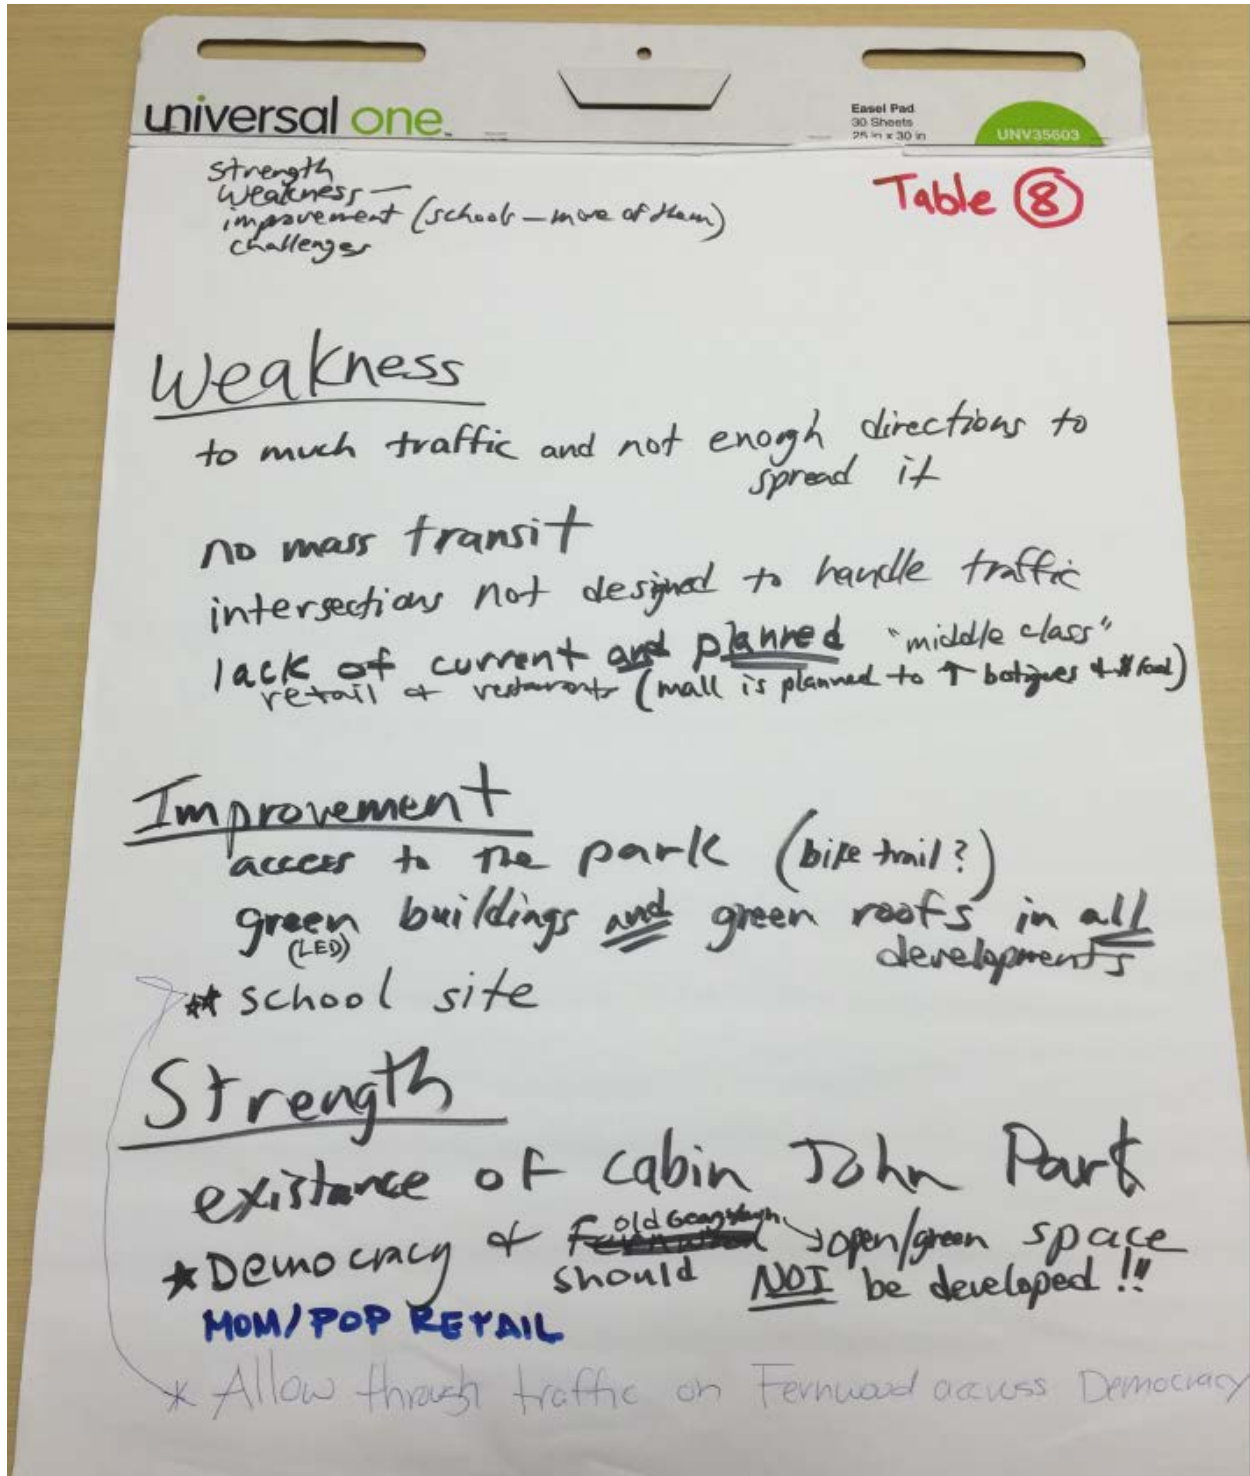 universal one
Easel Pad
30 Sheets
25 in x 30 in
UNV35603
Table 8
Strength
Weakness —
improvement (schools — more of them)
challenges
Weakness
to much traffic and not enough directions to
spread it
no mass transit
intersections not designed to handle traffic
lack of current and planned "middle class"
retail & restaurants (mall is planned to ↑ botiques + $ food)
Improvement
access to the park (bike trail?)
green buildings and green roofs in all
(LED) developments
** school site
Strength
existance of cabin John Park
* Democracy & old Georgetown → open/green space
should NOT be developed!!
MOM/POP RETAIL
* Allow through traffic on Fernwood accuss Democracy